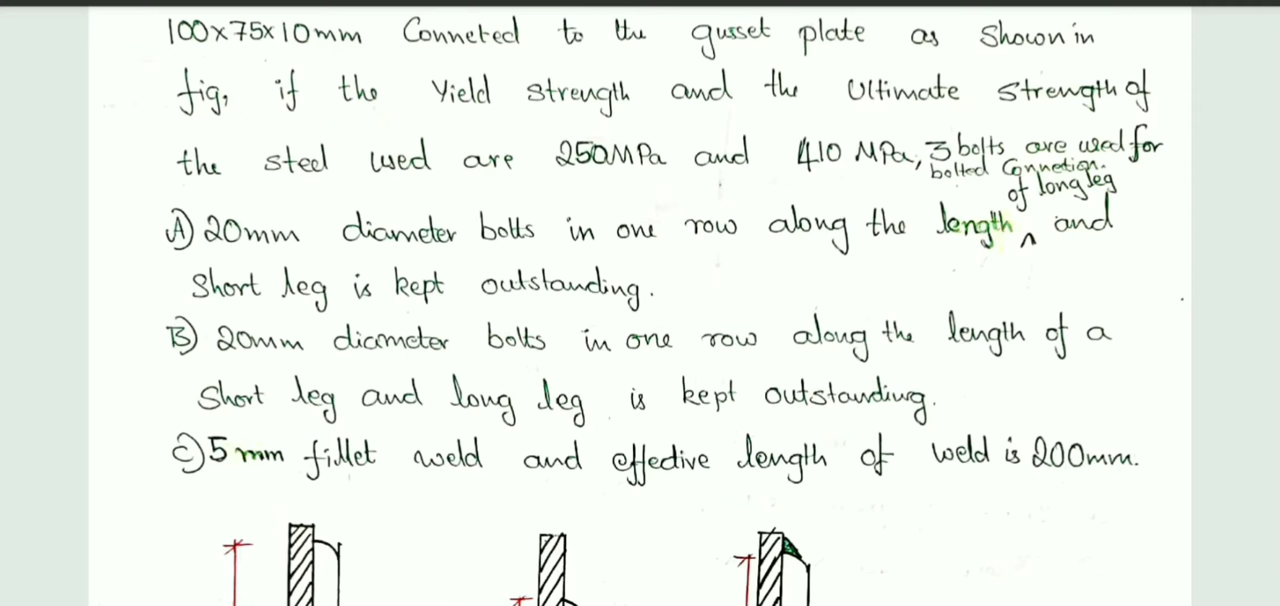 100x75x10mm Conneted to the gusset plate as Shown in
fig, if the Yield strength and the Ultimate Strength of
the steel used are 250MPa and 410 MPa, 3 bolts are used for
bolted Connetion.
of long leg
A) 20mm diameter bolts in one row along the length ^ and
Short leg is kept outstanding.
B) 20mm diameter bolts in one row along the length of a
Short leg and long leg is kept outstanding.
C) 5mm fillet weld and effedive length of weld is 200mm.